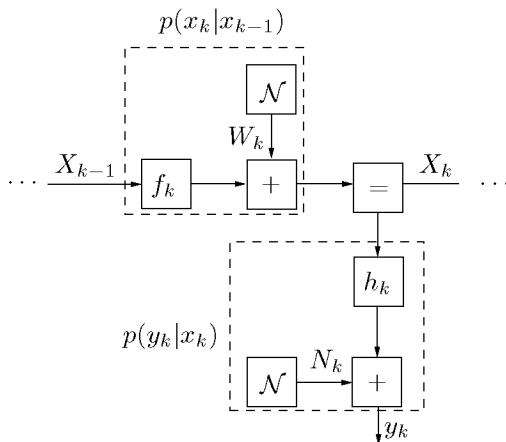 p(x_k|x_{k-1})
𝒩
W_k
… X_{k-1} f_k + = X_k …
h_k
p(y_k|x_k)
𝒩 N_k +
y_k